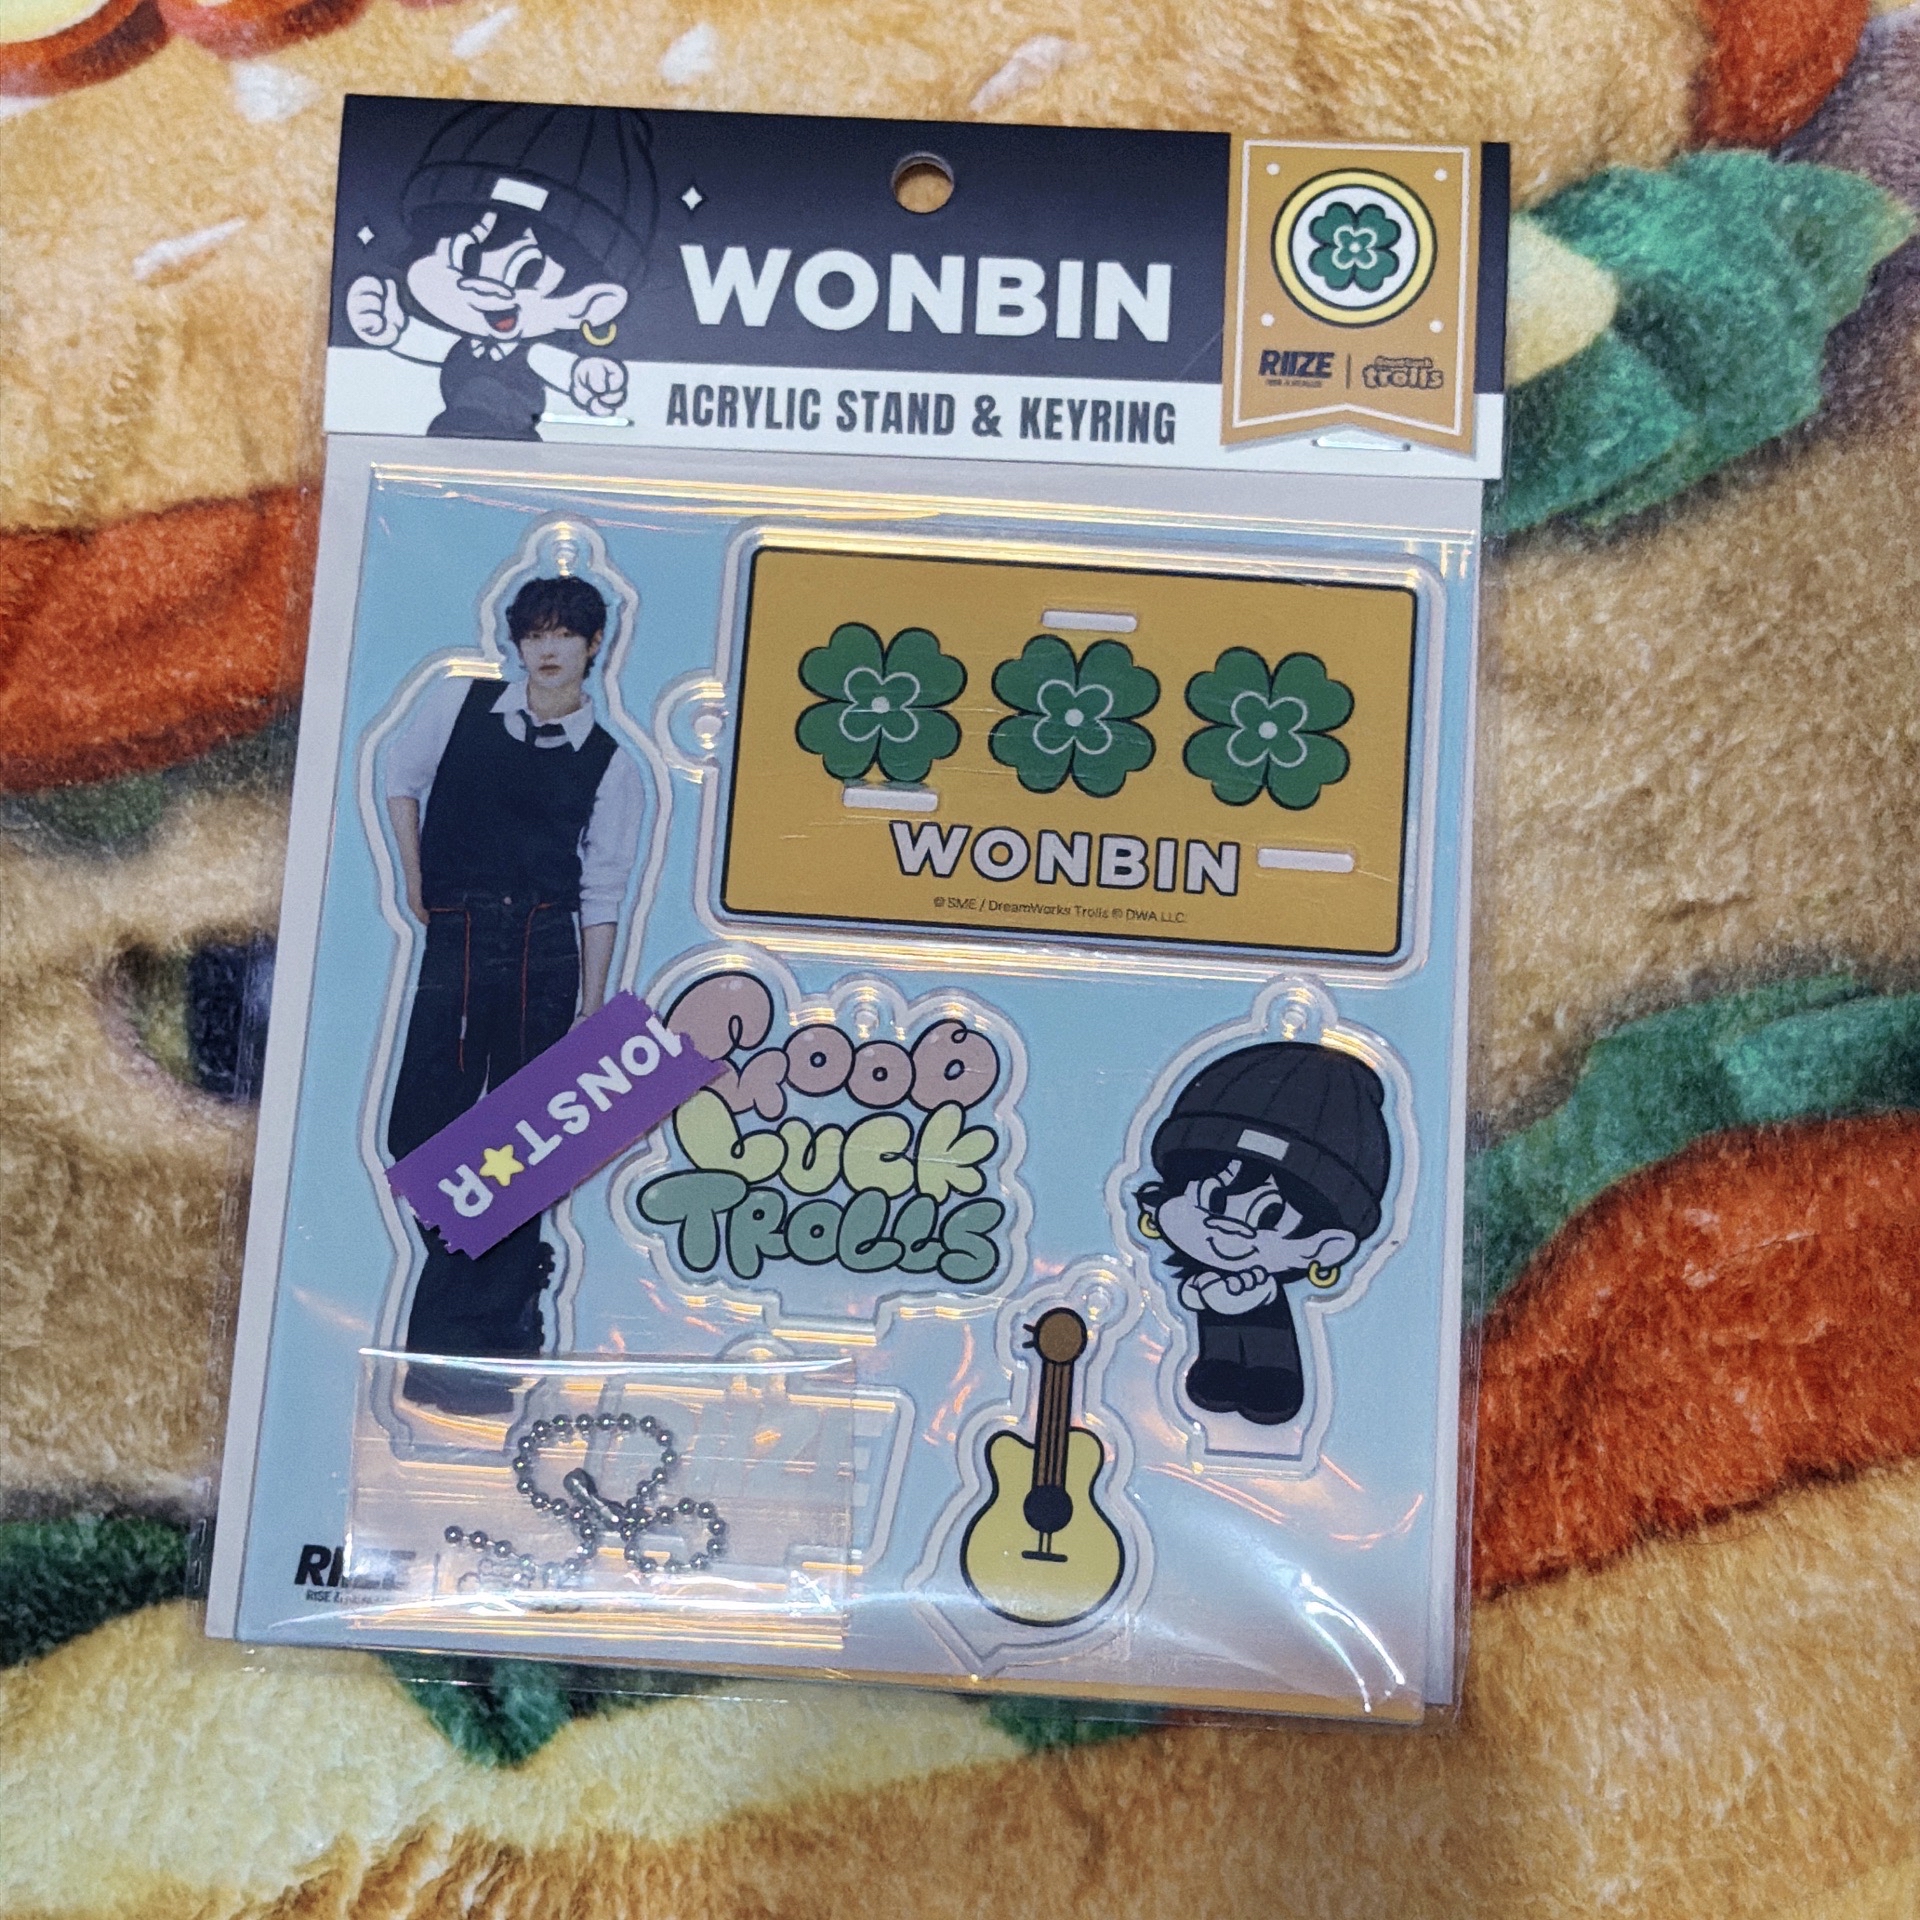 WONBIN
ACRYLIC STAND & KEYRING
RIIZE
trolls
WONBIN
© SME / DreamWorks Trolls © DWA LLC.
GOOD
LUCK
TROLLS
MONST★R
RIIZE